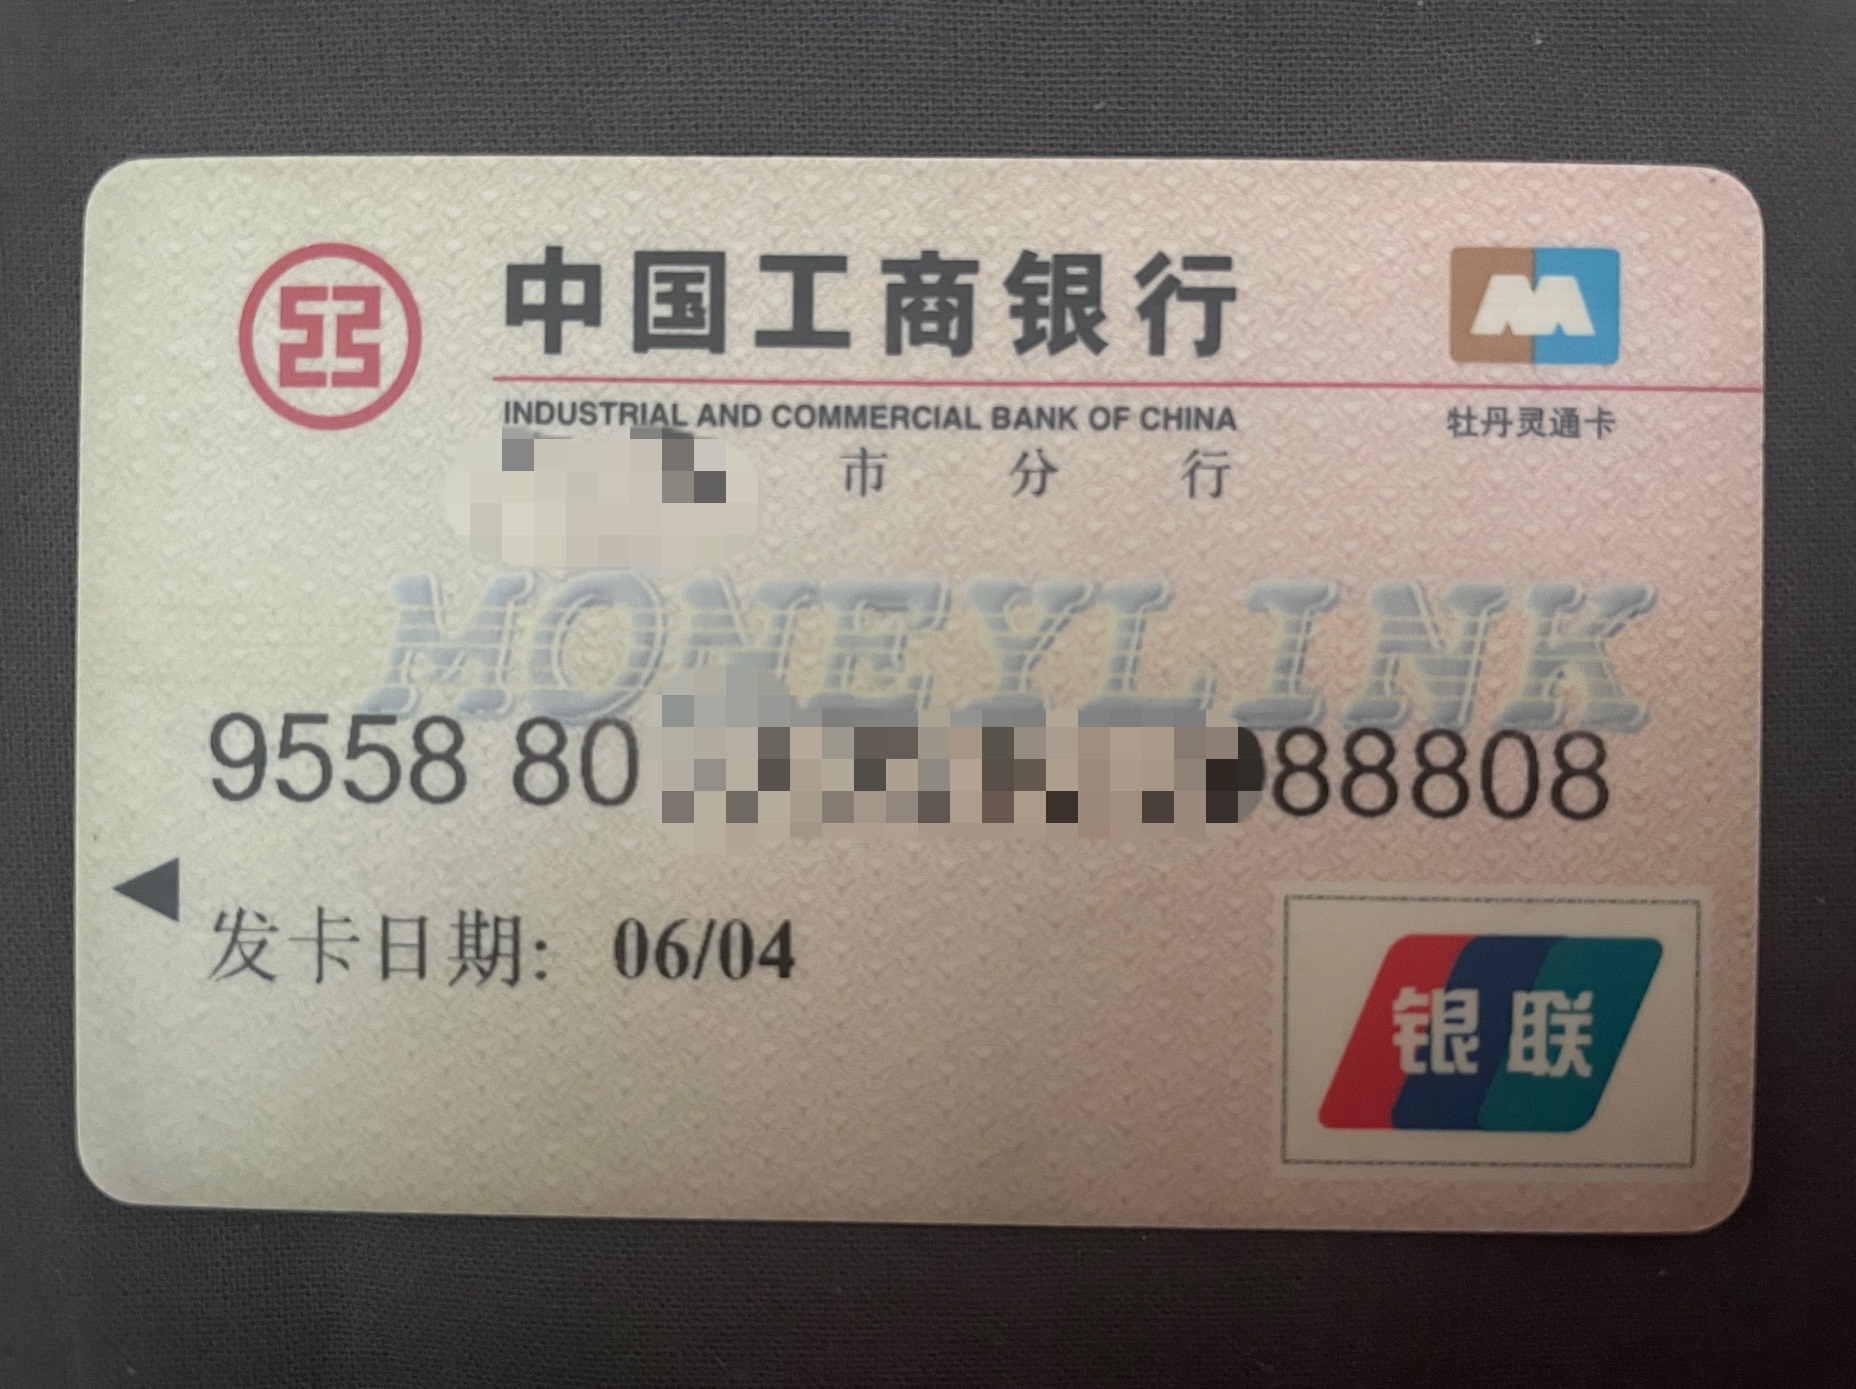 中国工商银行
INDUSTRIAL AND COMMERCIAL BANK OF CHINA
牡丹灵通卡
市分行
MONEYLINK
9558 80 88808
发卡日期: 06/04
银联